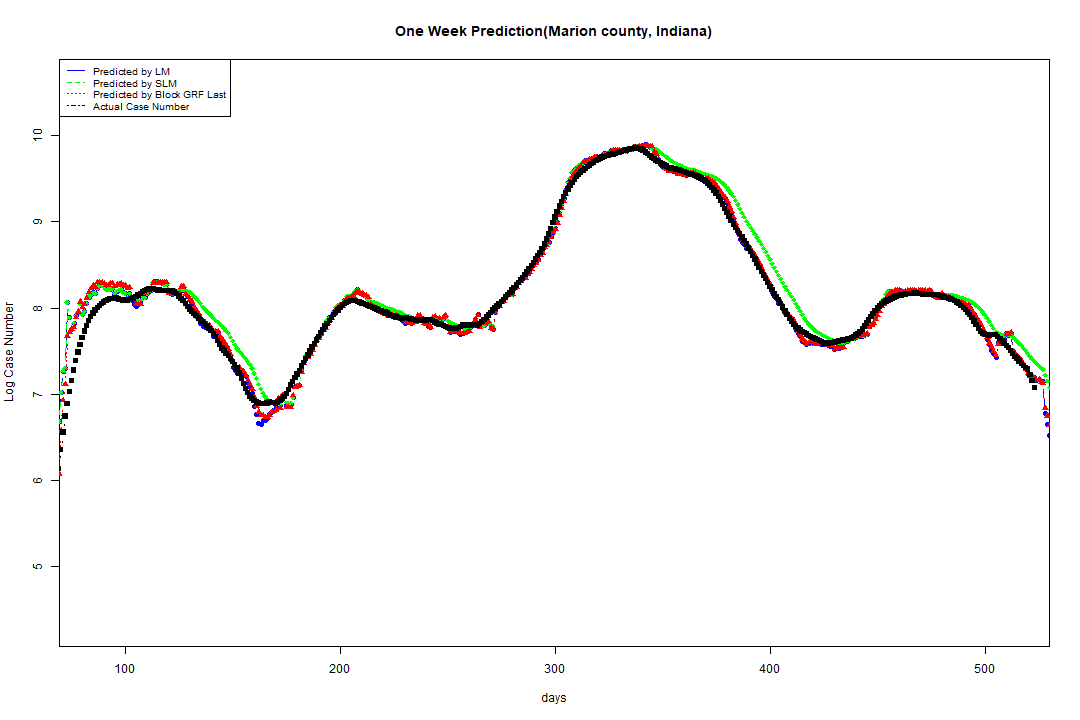 One Week Prediction(Marion county, Indiana)
Predicted by LM
Predicted by SLM
Predicted by Block GRF Last
Actual Case Number
10
9
8
7
6
5
Log Case Number
100 200 300 400 500
days